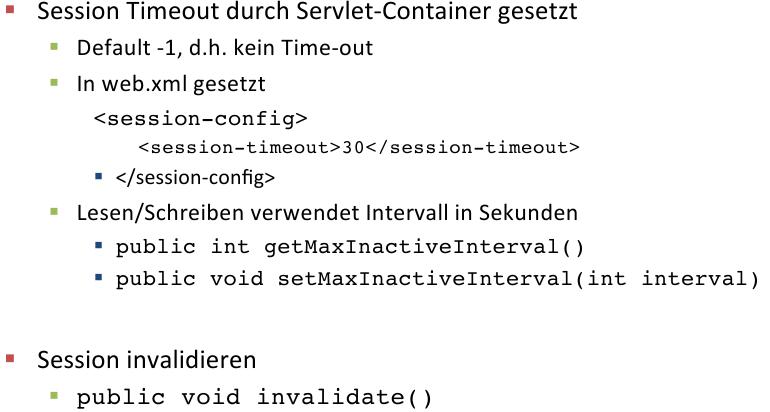 Session Timeout durch Servlet-Container gesetzt
Default -1, d.h. kein Time-out
In web.xml gesetzt
<session-config>
<session-timeout>30</session-timeout>
</session-config>
Lesen/Schreiben verwendet Intervall in Sekunden
public int getMaxInactiveInterval()
public void setMaxInactiveInterval(int interval)
Session invalidieren
public void invalidate()